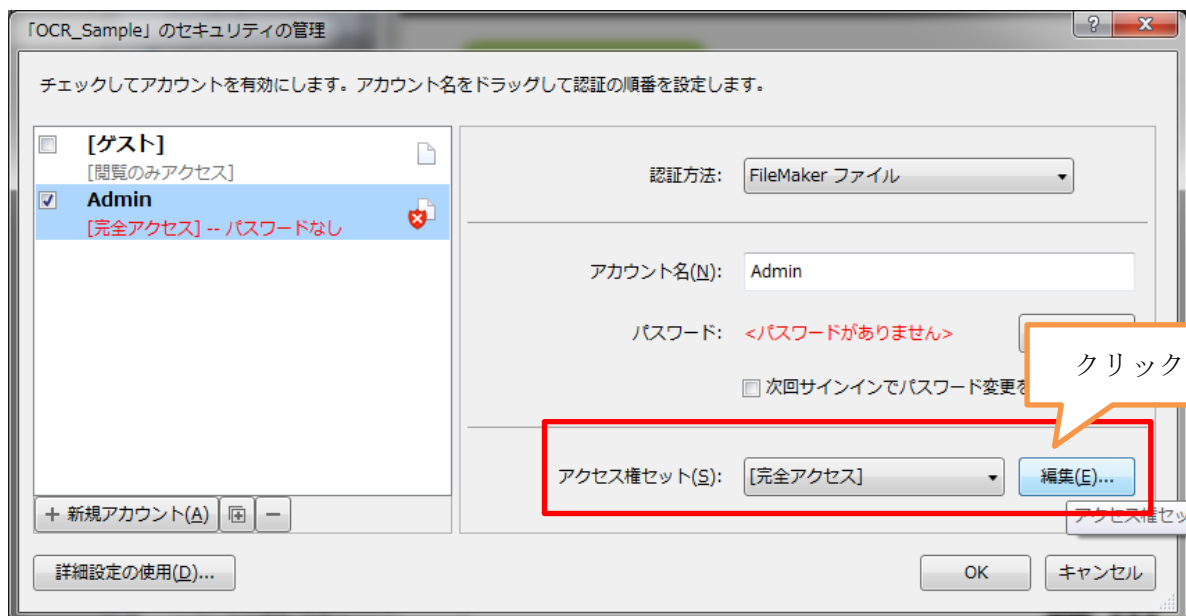 「OCR_Sample」のセキュリティの管理
チェックしてアカウントを有効にします。アカウント名をドラッグして認証の順番を設定します。
[ゲスト]
[閲覧のみアクセス]
Admin
[完全アクセス] -- パスワードなし
+ 新規アカウント(A)
詳細設定の使用(D)...
認証方法: FileMaker ファイル
アカウント名(N): Admin
パスワード: <パスワードがありません>
クリック
次回サインインでパスワード変更を
アクセス権セット(S): [完全アクセス] 編集(E)...
アクセス権セッ
OK キャンセル